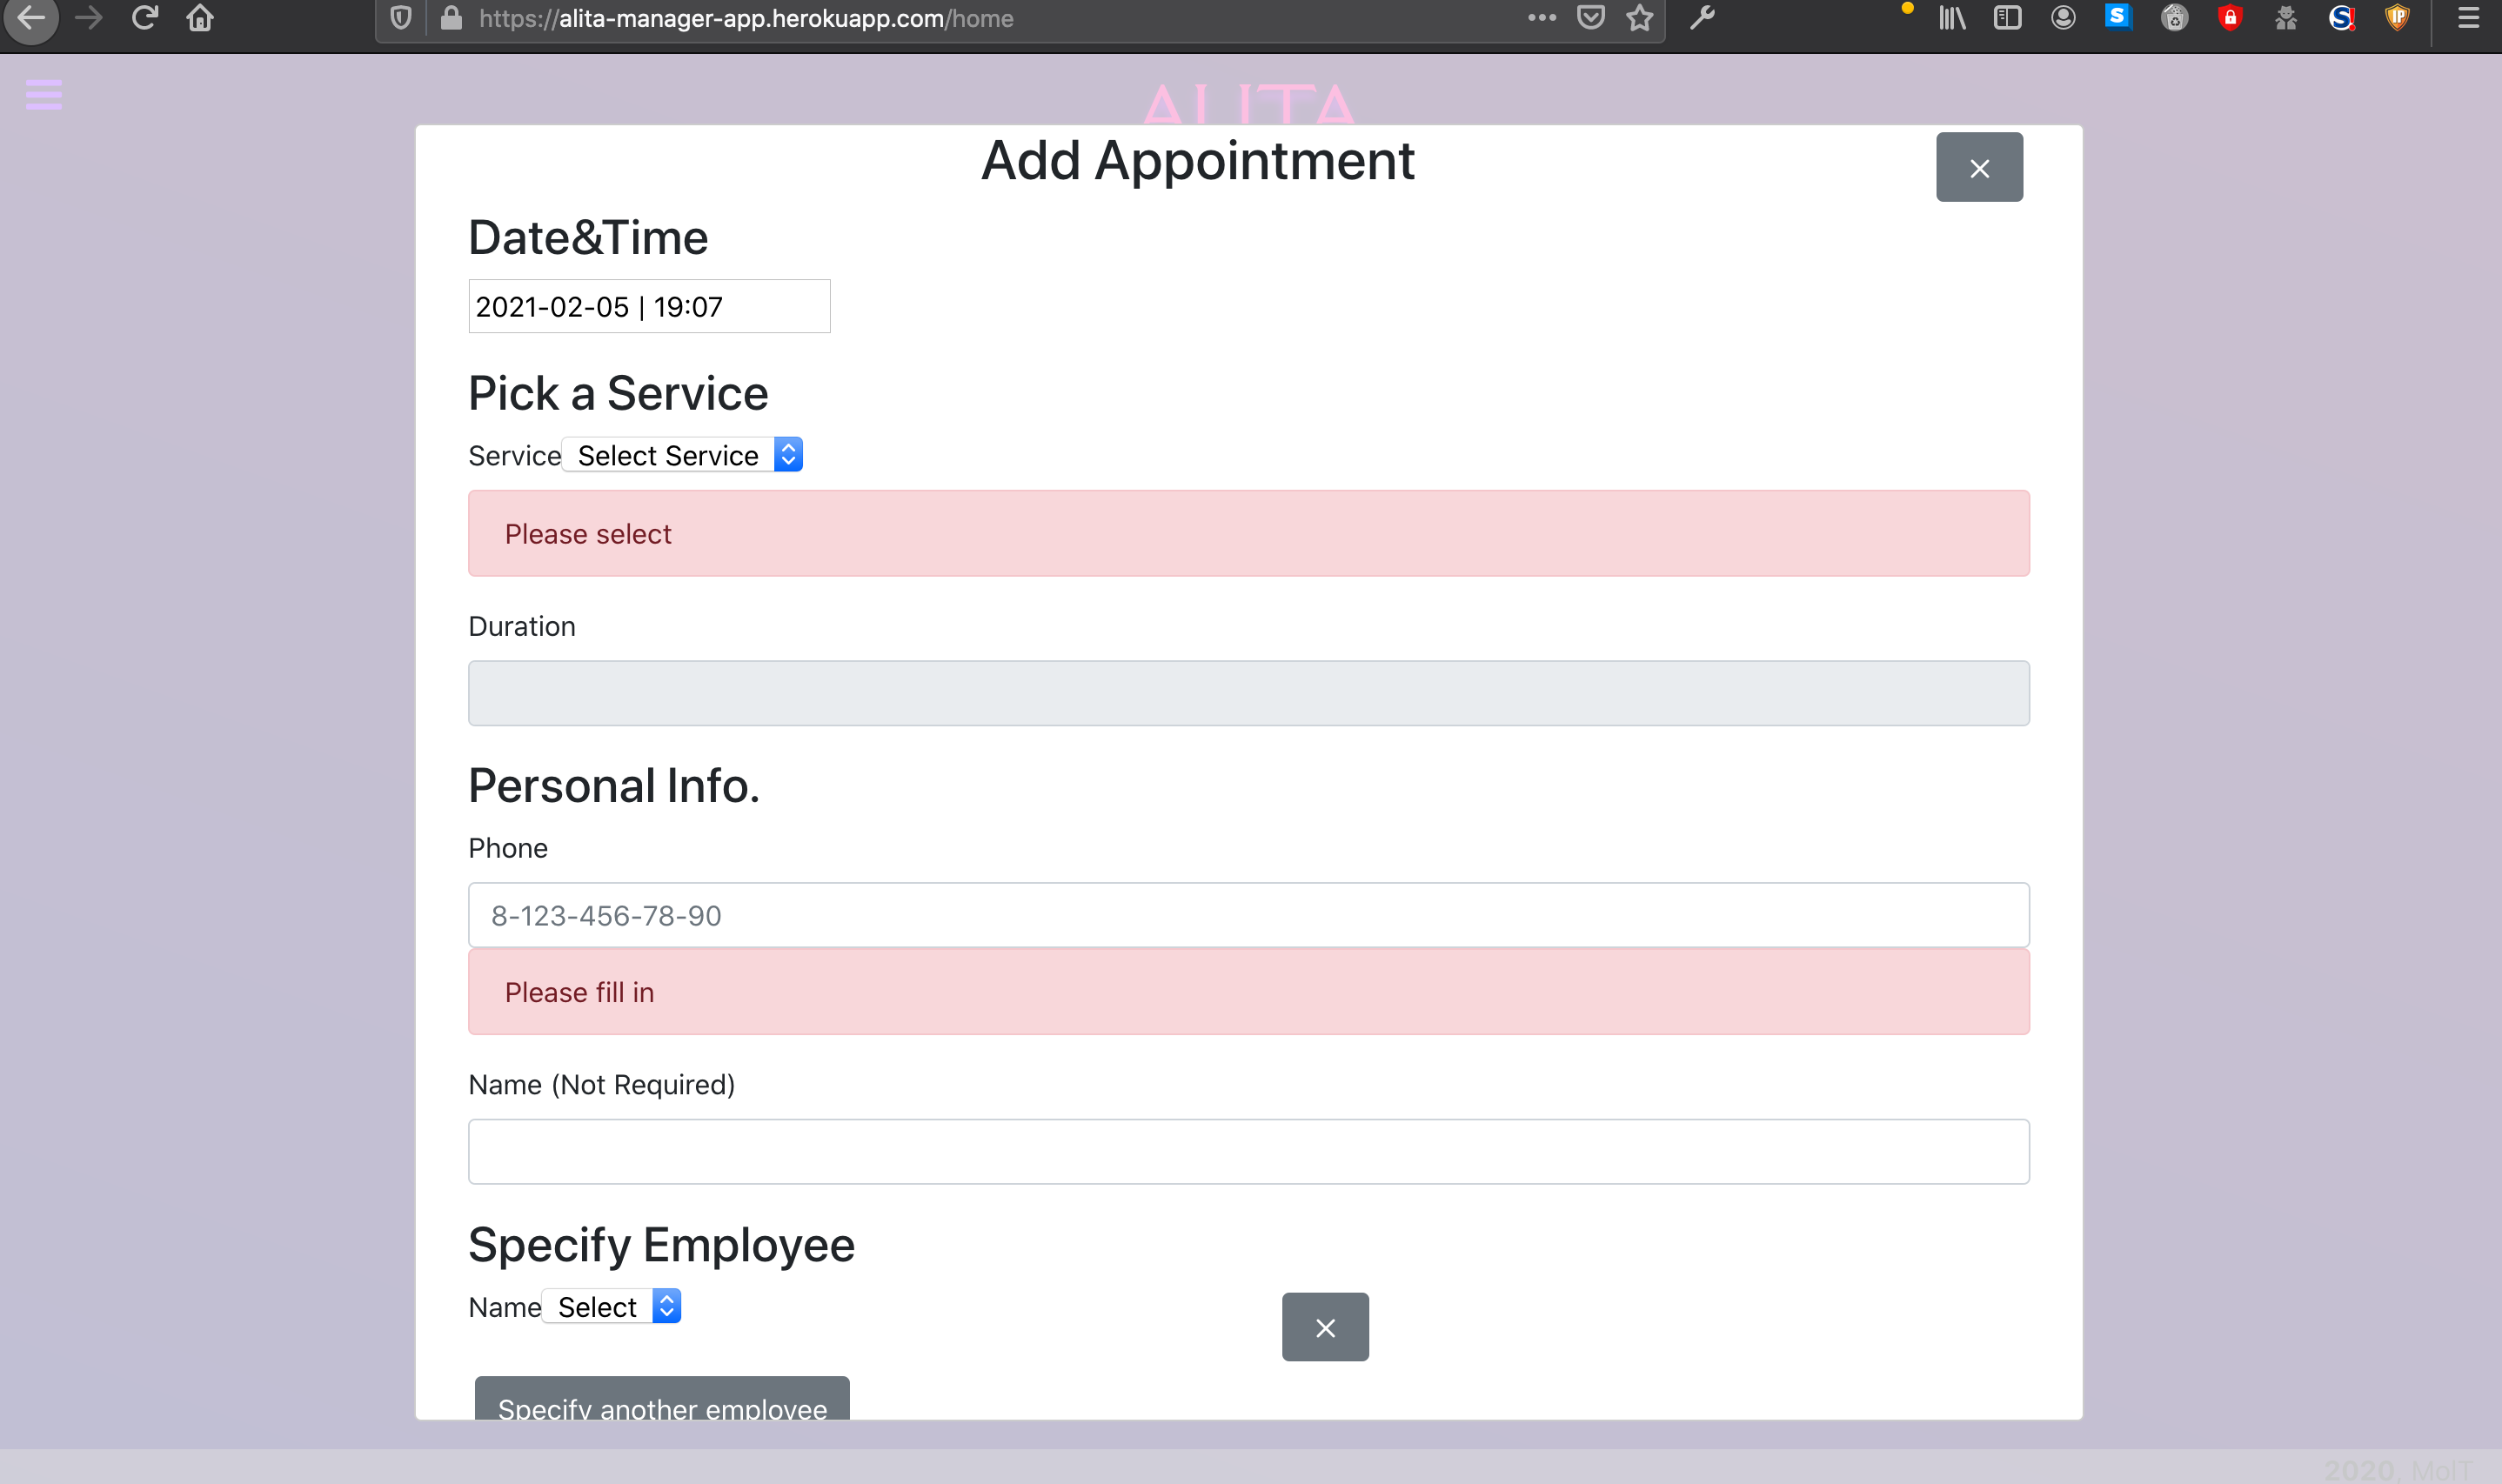 https://alita-manager-app.herokuapp.com/home
ALITA
Add Appointment
Date&Time
2021-02-05 | 19:07
Pick a Service
Service Select Service
Please select
Duration
Personal Info.
Phone
8-123-456-78-90
Please fill in
Name (Not Required)
Specify Employee
Name Select
Specify another employee
2020, MoIT